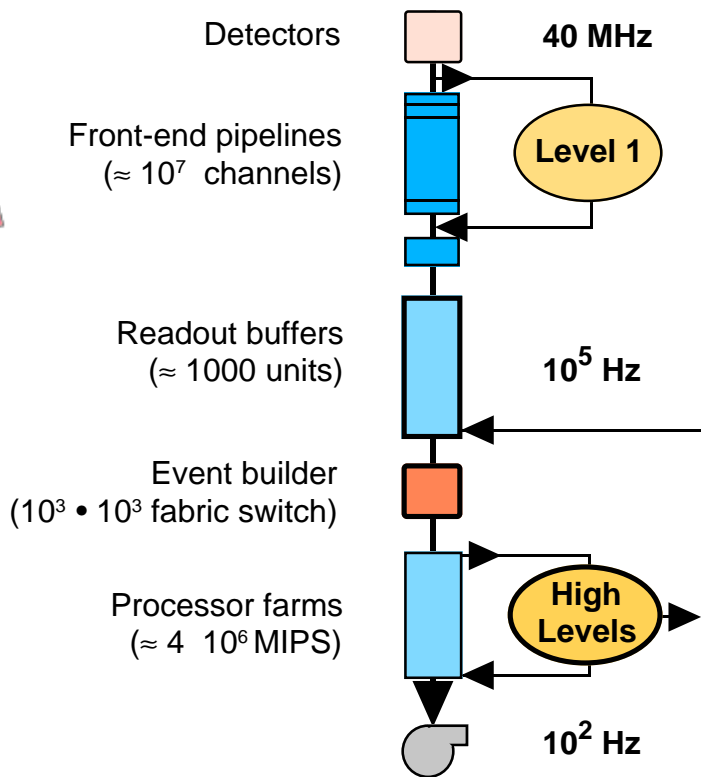 Detectors
40 MHz
Front-end pipelines
(≈ 10⁷ channels)
Level 1
Readout buffers
(≈ 1000 units)
10⁵ Hz
Event builder
(10³ • 10³ fabric switch)
Processor farms
(≈ 4 10⁶ MIPS)
High
Levels
10² Hz